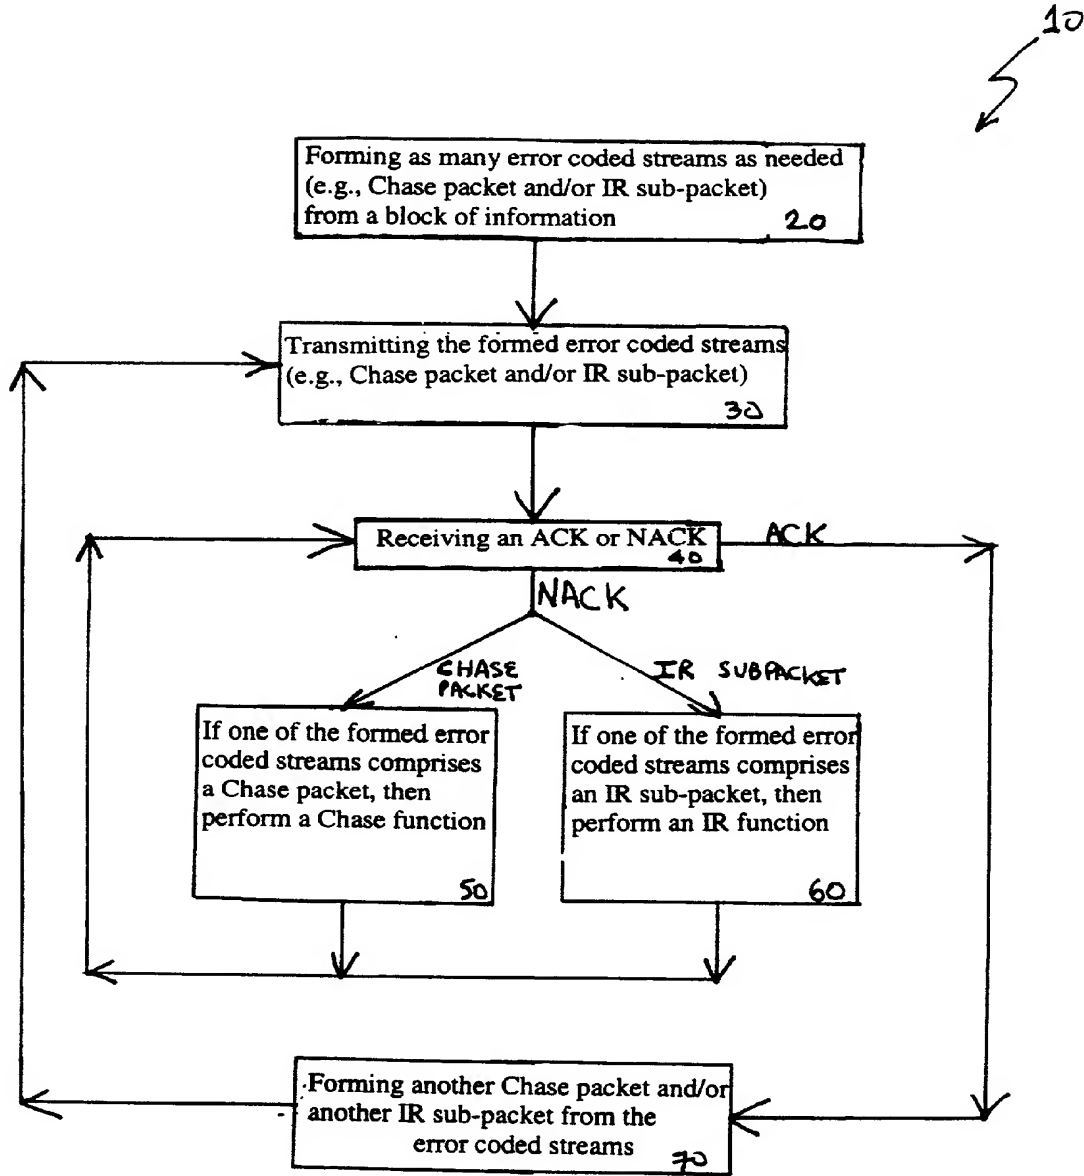 10
Forming as many error coded streams as needed
(e.g., Chase packet and/or IR sub-packet)
from a block of information 20
Transmitting the formed error coded streams
(e.g., Chase packet and/or IR sub-packet)
30
Receiving an ACK or NACK
40
ACK
NACK
CHASE
PACKET
IR SUBPACKET
If one of the formed error
coded streams comprises
a Chase packet, then
perform a Chase function
50
If one of the formed error
coded streams comprises
an IR sub-packet, then
perform an IR function
60
Forming another Chase packet and/or
another IR sub-packet from the
error coded streams 70